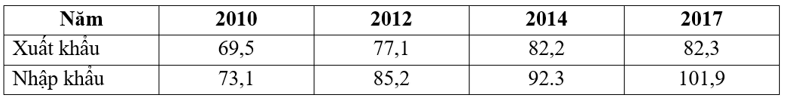 Năm 2010 2012 2014 2017
Xuất khẩu 69,5 77,1 82,2 82,3
Nhập khẩu 73,1 85,2 92.3 101,9